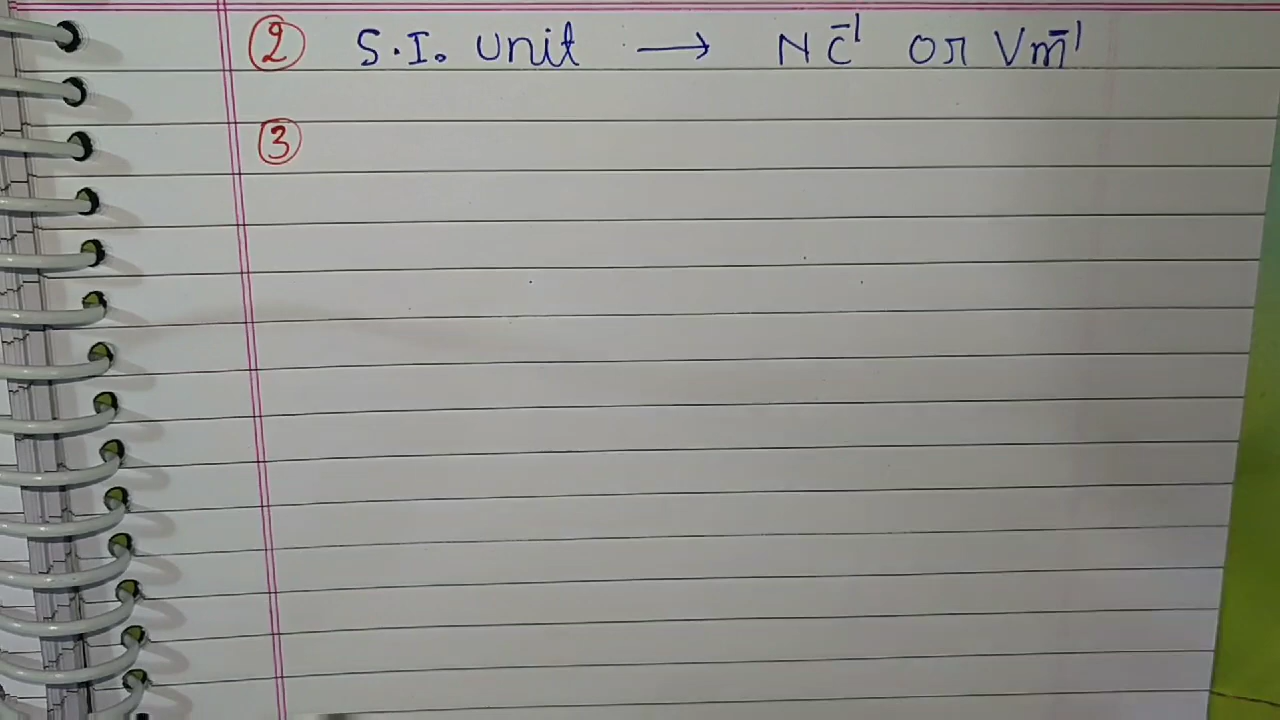 ② S.I. unit → N C⁻¹ or V m⁻¹
③